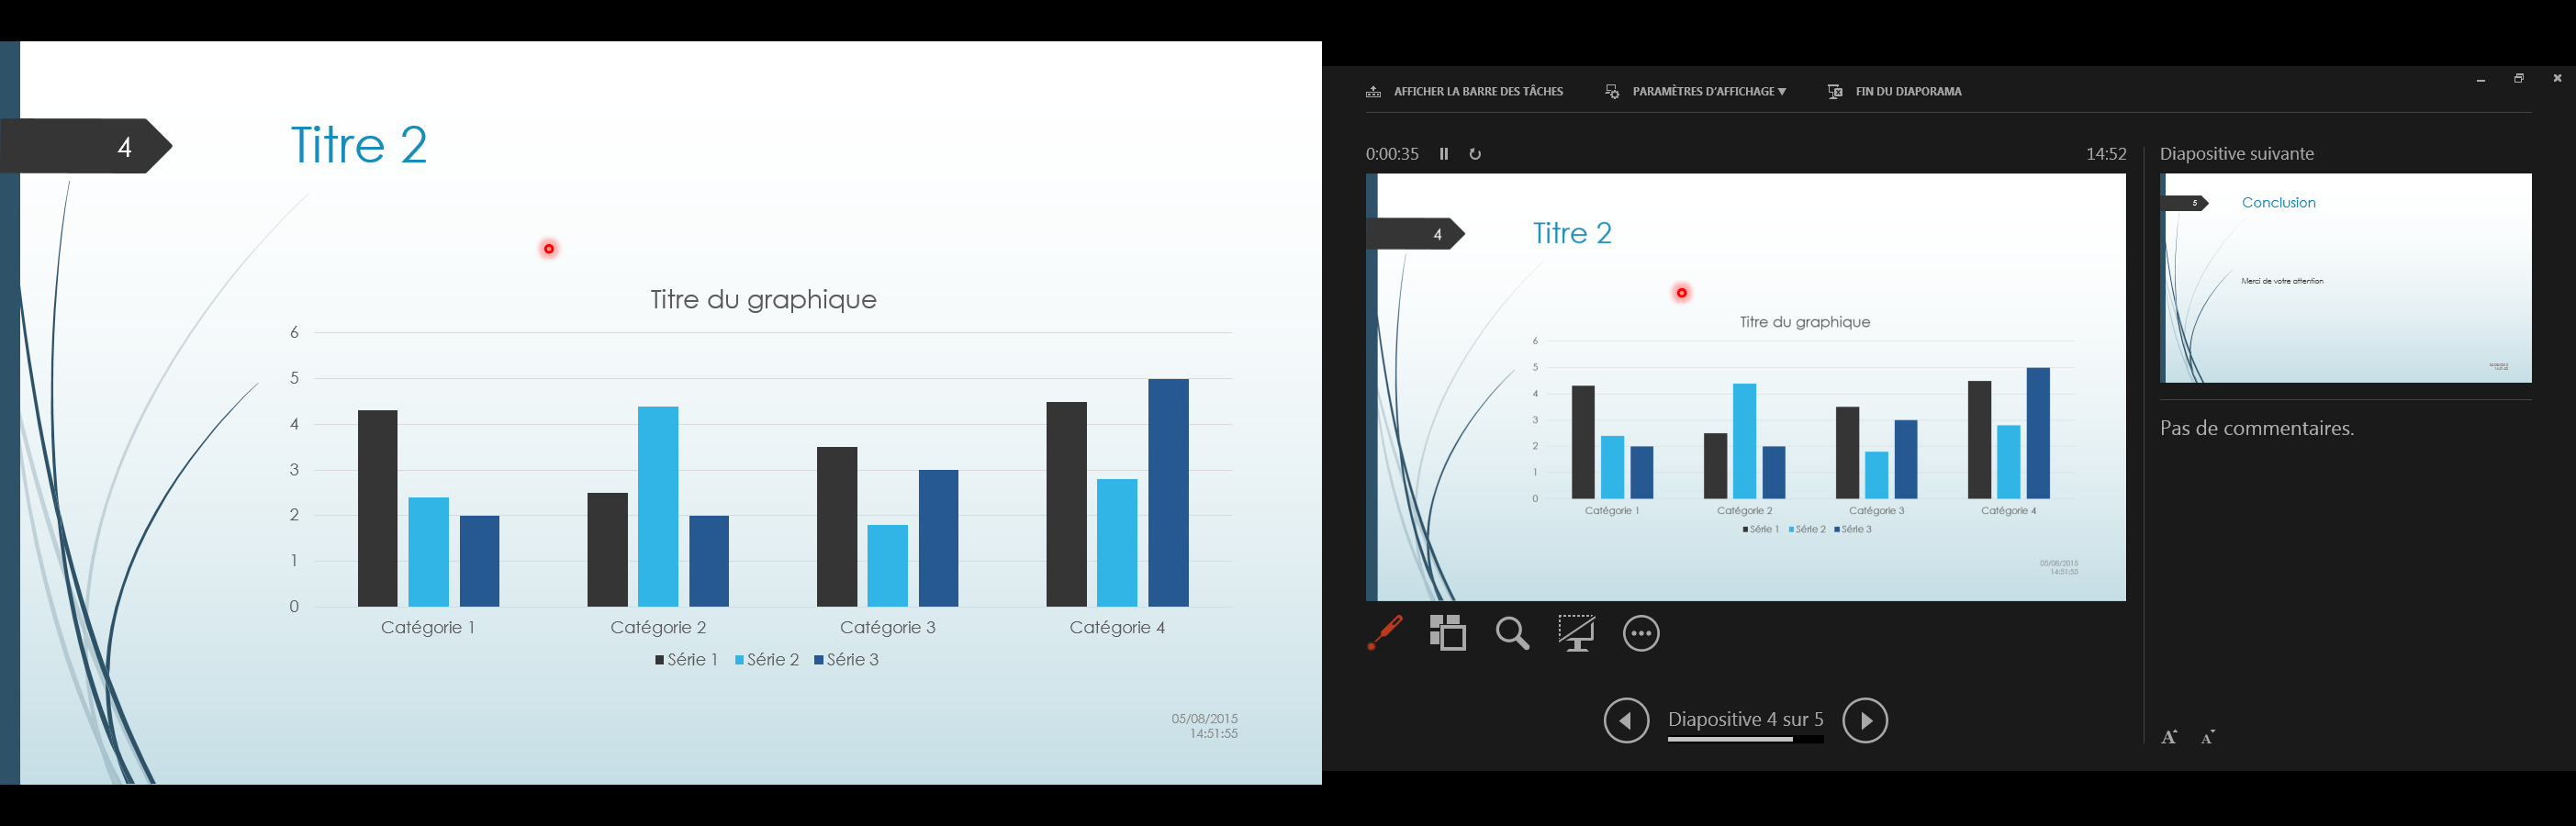 4
Titre 2
Titre du graphique
6
5
4
3
2
1
0
Catégorie 1 Catégorie 2 Catégorie 3 Catégorie 4
Série 1 Série 2 Série 3
05/08/2015
14:51:55
AFFICHER LA BARRE DES TÂCHES PARAMÈTRES D'AFFICHAGE FIN DU DIAPORAMA
0:00:35 14:52
4
Titre 2
Titre du graphique
6
5
4
3
2
1
0
Catégorie 1 Catégorie 2 Catégorie 3 Catégorie 4
Série 1 Série 2 Série 3
05/08/2015
14:51:55
Diapositive 4 sur 5
Diapositive suivante
5
Conclusion
Merci de votre attention
Pas de commentaires.
A A